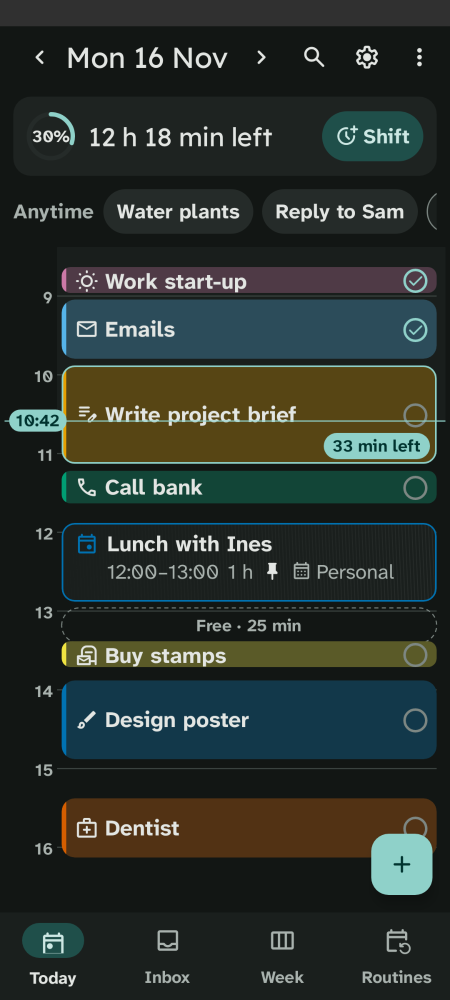 Mon 16 Nov
30%
12 h 18 min left
Shift
Anytime
Water plants
Reply to Sam
Work start-up
9
Emails
10
Write project brief
10:42
33 min left
11
Call bank
12
Lunch with Ines
12:00–13:00 1 h Personal
13
Free · 25 min
Buy stamps
14
Design poster
15
Dentist
16
Today
Inbox
Week
Routines